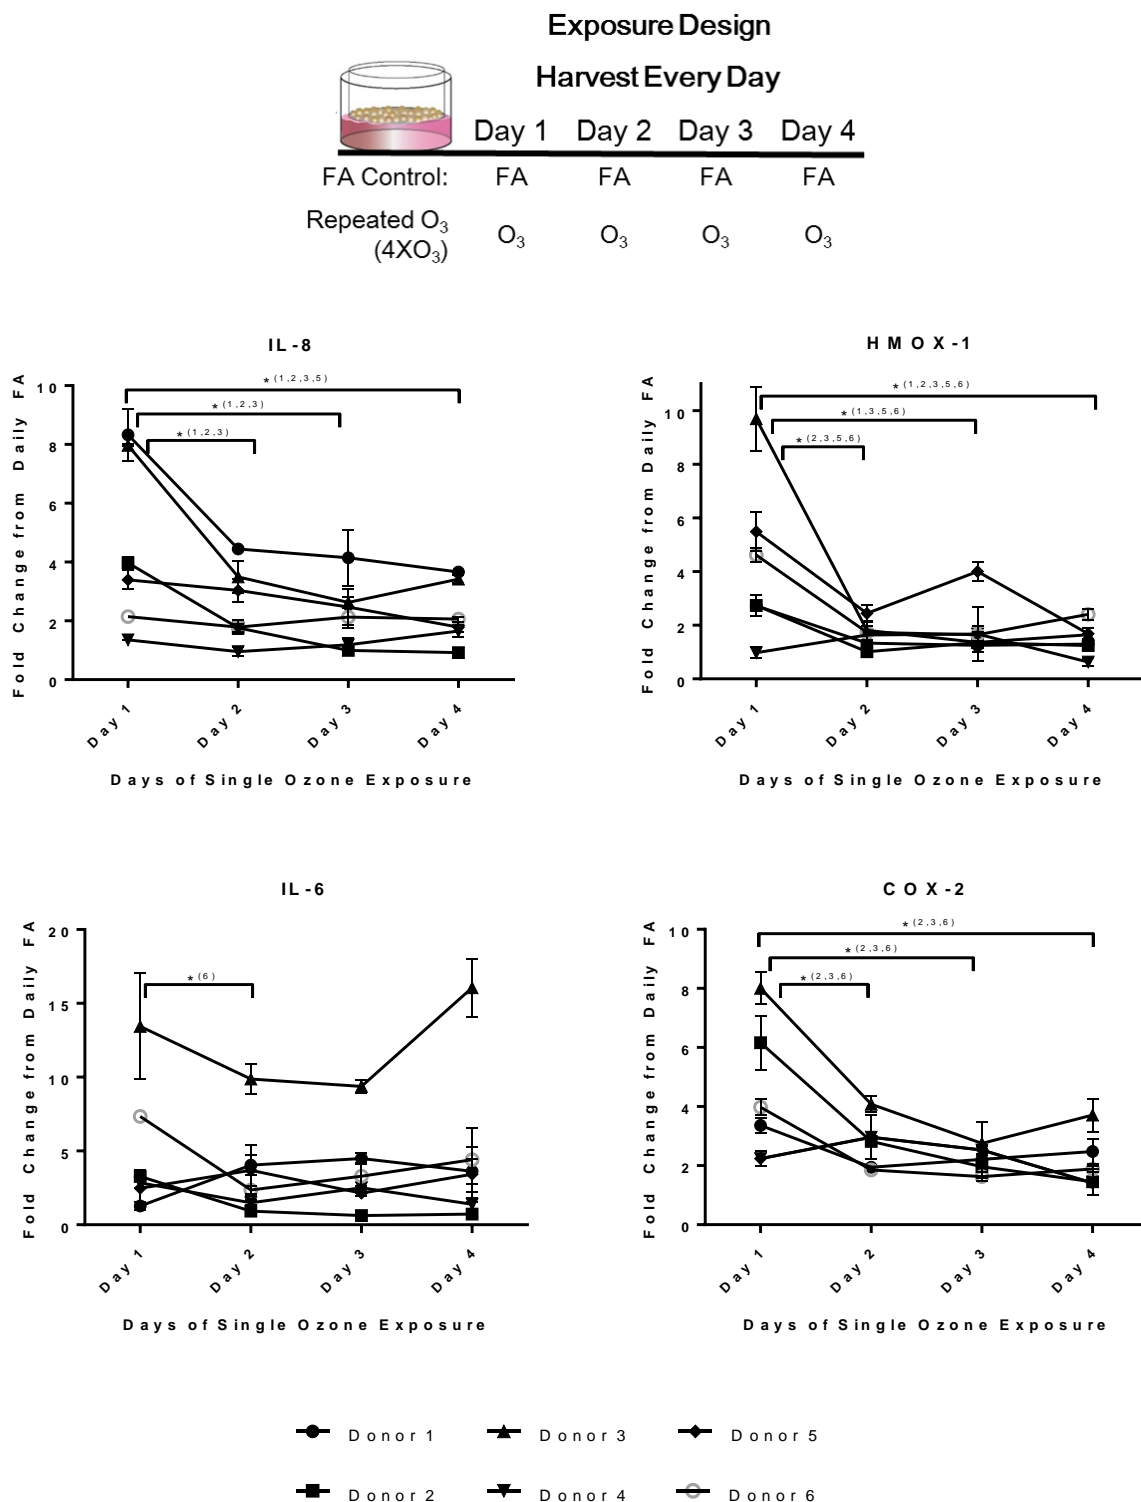 Exposure Design
Harvest Every Day
Day 1 Day 2 Day 3 Day 4
FA Control: FA FA FA FA
Repeated O3
(4XO3) O3 O3 O3 O3
IL-8
Fold Change from Daily FA
10
8
6
4
2
0
* (1,2,3,5)
* (1,2,3)
* (1,2,3)
Day 1 Day 2 Day 3 Day 4
Days of Single Ozone Exposure
HMOX-1
Fold Change from Daily FA
10
8
6
4
2
0
* (1,2,3,5,6)
* (1,3,5,6)
* (2,3,5,6)
Day 1 Day 2 Day 3 Day 4
Days of Single Ozone Exposure
IL-6
Fold Change from Daily FA
20
15
10
5
0
* (6)
Day 1 Day 2 Day 3 Day 4
Days of Single Ozone Exposure
COX-2
Fold Change from Daily FA
10
8
6
4
2
0
* (2,3,6)
* (2,3,6)
* (2,3,6)
Day 1 Day 2 Day 3 Day 4
Days of Single Ozone Exposure
Donor 1 Donor 3 Donor 5
Donor 2 Donor 4 Donor 6